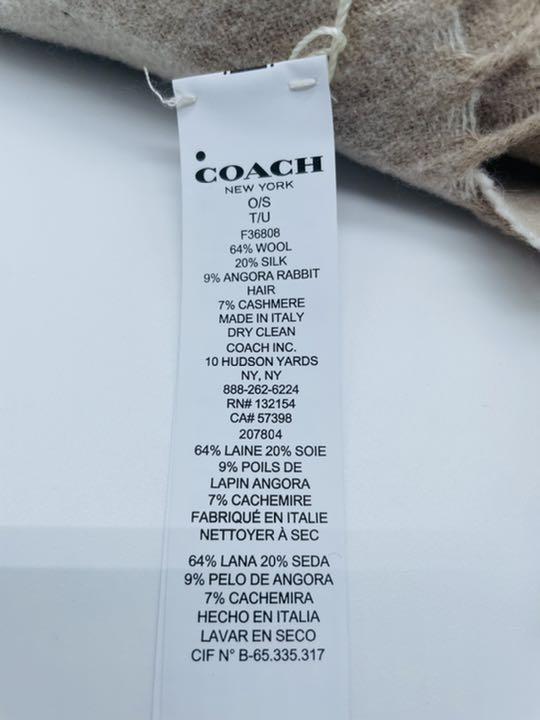 COACH
NEW YORK
O/S
T/U
F36808
64% WOOL
20% SILK
9% ANGORA RABBIT
HAIR
7% CASHMERE
MADE IN ITALY
DRY CLEAN
COACH INC.
10 HUDSON YARDS
NY, NY
888-262-6224
RN# 132154
CA# 57398
207804
64% LAINE 20% SOIE
9% POILS DE
LAPIN ANGORA
7% CACHEMIRE
FABRIQUÉ EN ITALIE
NETTOYER À SEC
64% LANA 20% SEDA
9% PELO DE ANGORA
7% CACHEMIRA
HECHO EN ITALIA
LAVAR EN SECO
CIF N° B-65.335.317